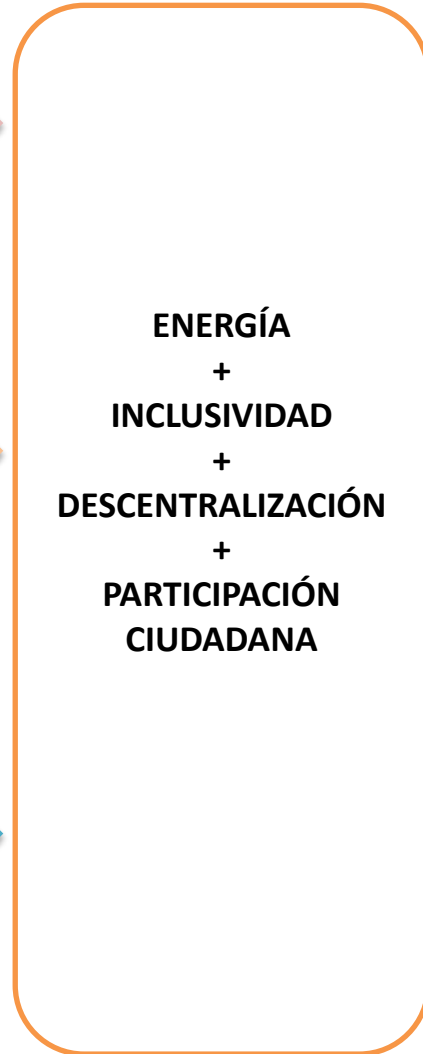 ENERGÍA
+
INCLUSIVIDAD
+
DESCENTRALIZACIÓN
+
PARTICIPACIÓN
CIUDADANA